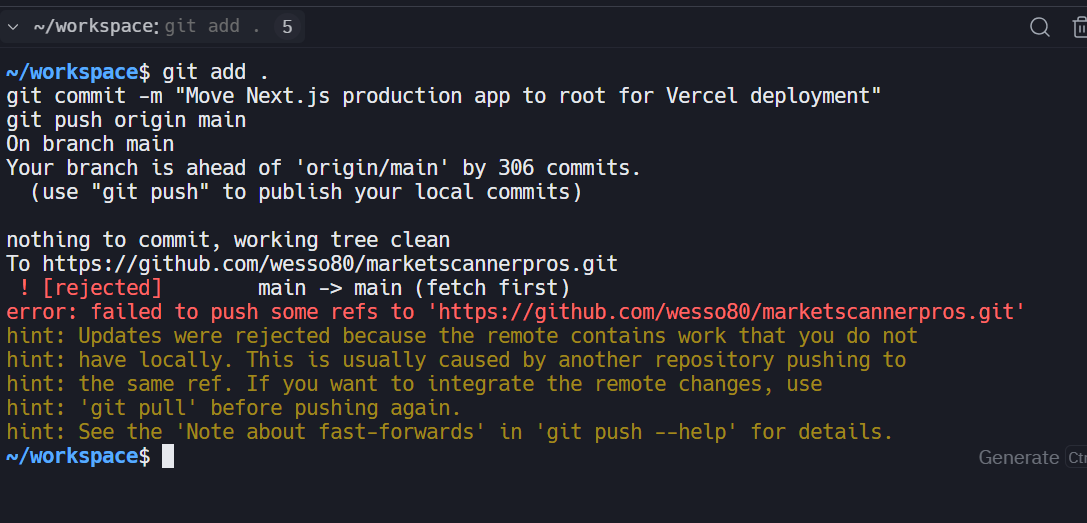 ~/workspace: git add . 5
~/workspace$ git add .
git commit -m "Move Next.js production app to root for Vercel deployment"
git push origin main
On branch main
Your branch is ahead of 'origin/main' by 306 commits.
  (use "git push" to publish your local commits)

nothing to commit, working tree clean
To https://github.com/wesso80/marketscannerpros.git
 ! [rejected]        main -> main (fetch first)
error: failed to push some refs to 'https://github.com/wesso80/marketscannerpros.git'
hint: Updates were rejected because the remote contains work that you do not
hint: have locally. This is usually caused by another repository pushing to
hint: the same ref. If you want to integrate the remote changes, use
hint: 'git pull' before pushing again.
hint: See the 'Note about fast-forwards' in 'git push --help' for details.
~/workspace$
Generate Ct